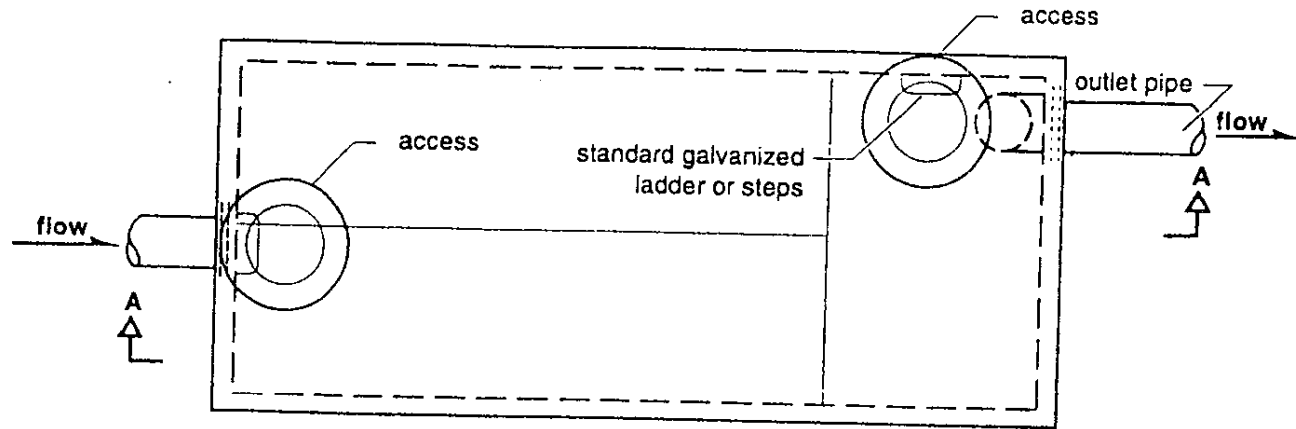 access
outlet pipe
flow
access
standard galvanized
ladder or steps
A
flow
A